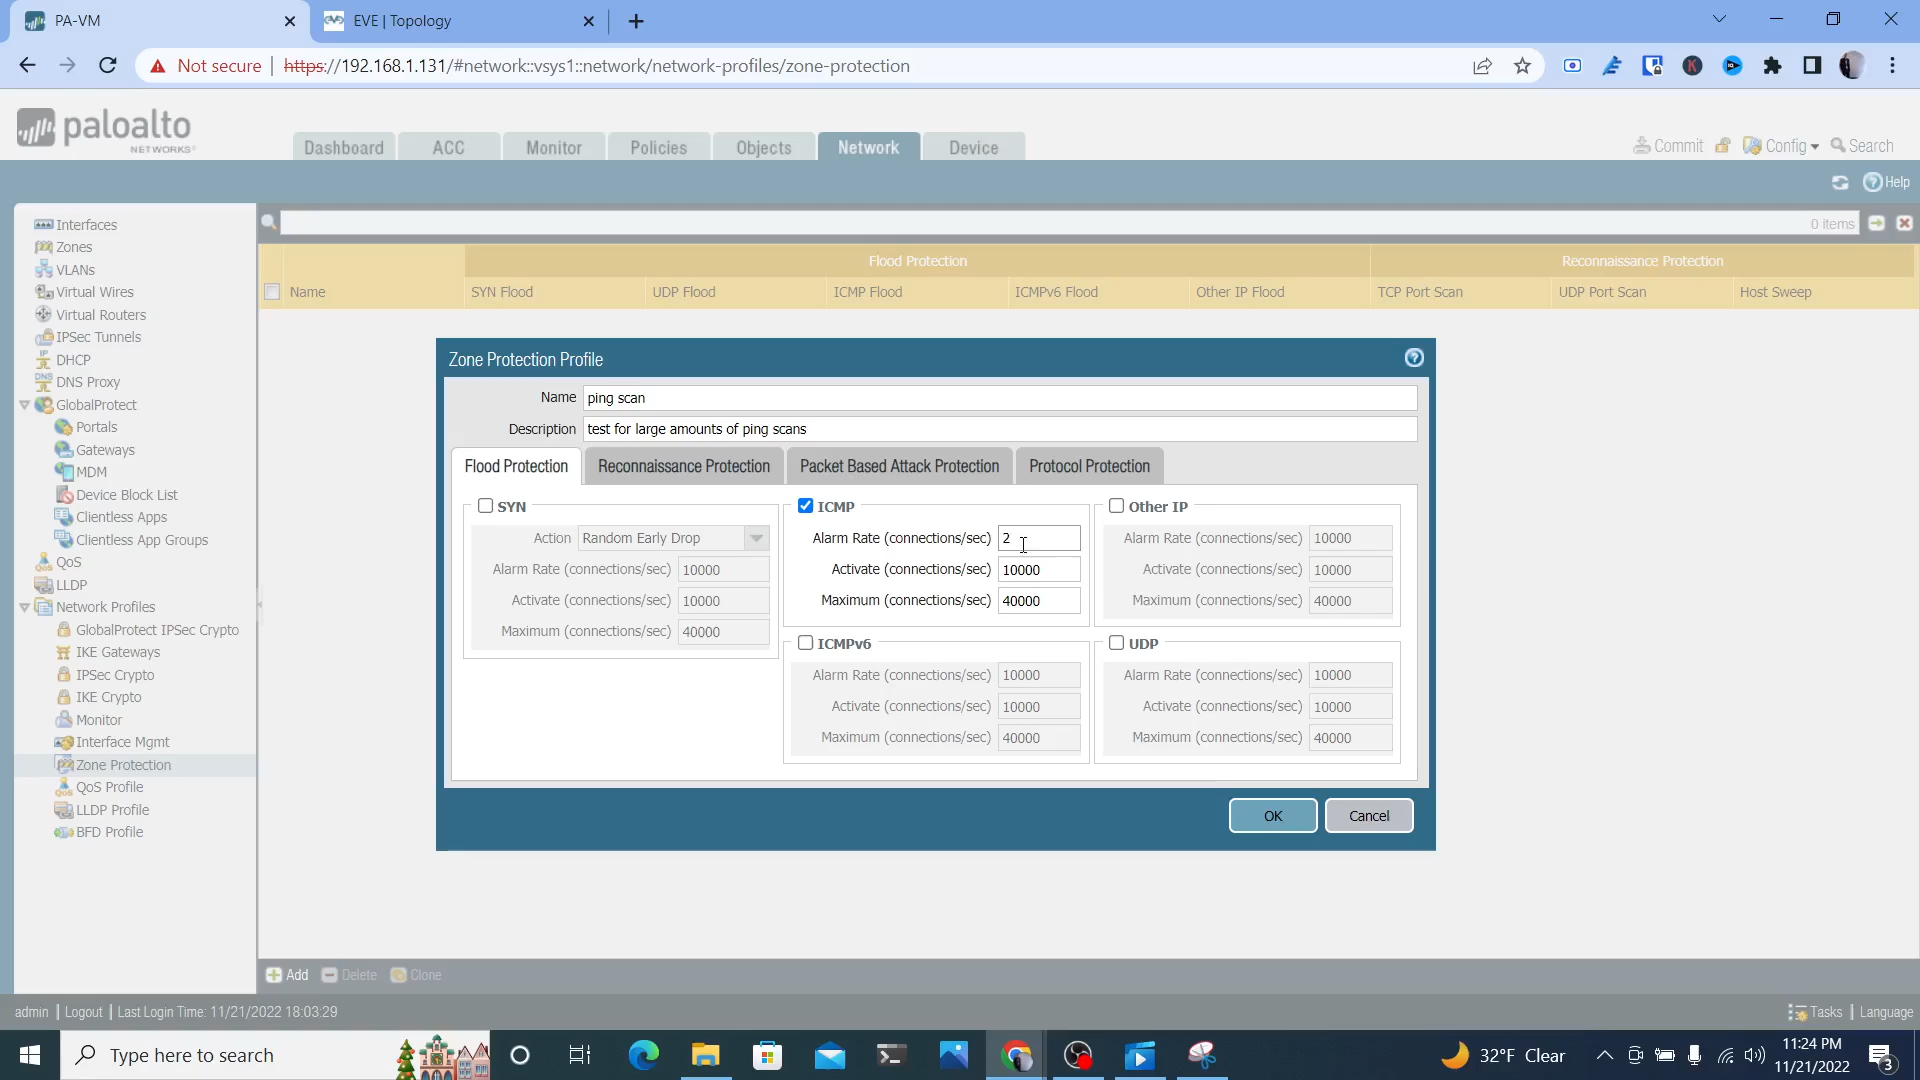 PA-VM
EVE | Topology
Not secure | https://192.168.1.131/#network::vsys1::network/network-profiles/zone-protection
paloalto
NETWORKS
Dashboard ACC Monitor Policies Objects Network Device
Commit Config Search
Help
Interfaces
Zones
VLANs
Virtual Wires
Virtual Routers
IPSec Tunnels
DHCP
DNS Proxy
GlobalProtect
Portals
Gateways
MDM
Device Block List
Clientless Apps
Clientless App Groups
QoS
LLDP
Network Profiles
GlobalProtect IPSec Crypto
IKE Gateways
IPSec Crypto
IKE Crypto
Monitor
Interface Mgmt
Zone Protection
QoS Profile
LLDP Profile
BFD Profile
0 items
Flood Protection Reconnaissance Protection
Name SYN Flood UDP Flood ICMP Flood ICMPv6 Flood Other IP Flood TCP Port Scan UDP Port Scan Host Sweep
Zone Protection Profile
Name ping scan
Description test for large amounts of ping scans
Flood Protection Reconnaissance Protection Packet Based Attack Protection Protocol Protection
SYN
Action Random Early Drop
Alarm Rate (connections/sec) 10000
Activate (connections/sec) 10000
Maximum (connections/sec) 40000
ICMP
Alarm Rate (connections/sec) 2
Activate (connections/sec) 10000
Maximum (connections/sec) 40000
Other IP
Alarm Rate (connections/sec) 10000
Activate (connections/sec) 10000
Maximum (connections/sec) 40000
ICMPv6
Alarm Rate (connections/sec) 10000
Activate (connections/sec) 10000
Maximum (connections/sec) 40000
UDP
Alarm Rate (connections/sec) 10000
Activate (connections/sec) 10000
Maximum (connections/sec) 40000
OK Cancel
Add Delete Clone
admin | Logout | Last Login Time: 11/21/2022 18:03:29
Tasks | Language
Type here to search
32°F Clear
11:24 PM
11/21/2022
3